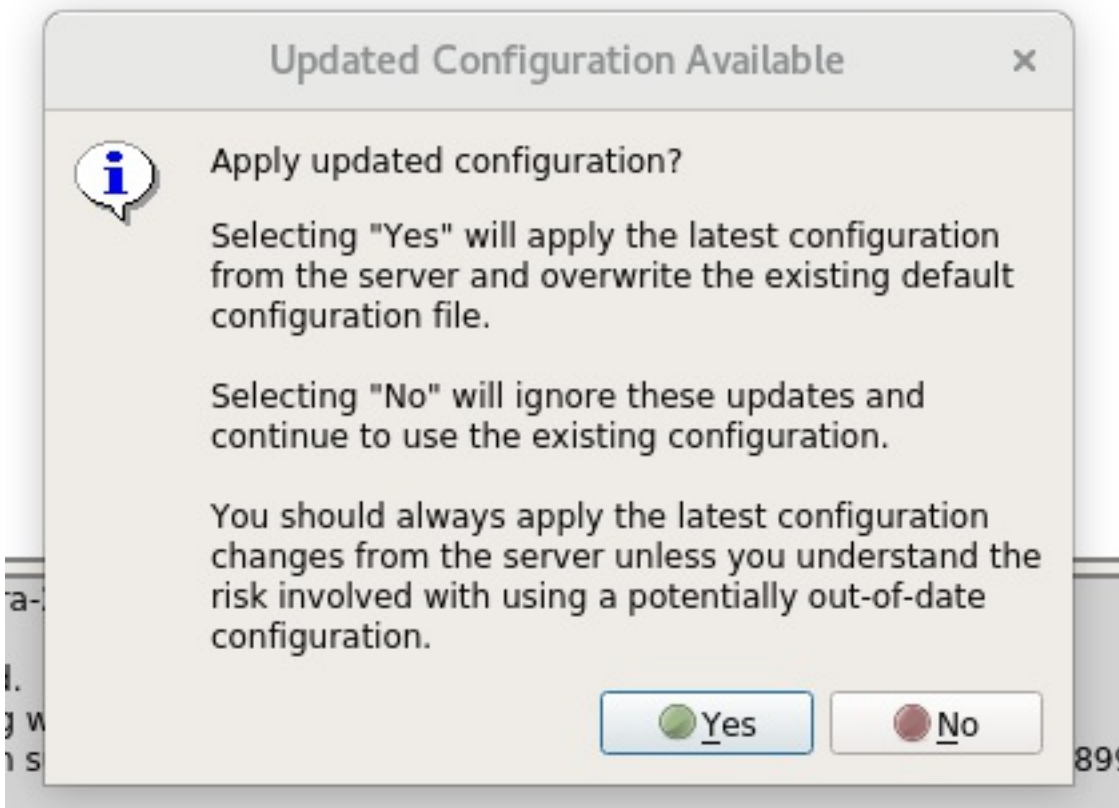 Updated Configuration Available
Apply updated configuration?
Selecting "Yes" will apply the latest configuration
from the server and overwrite the existing default
configuration file.
Selecting "No" will ignore these updates and
continue to use the existing configuration.
You should always apply the latest configuration
changes from the server unless you understand the
risk involved with using a potentially out-of-date
configuration.
Yes
No